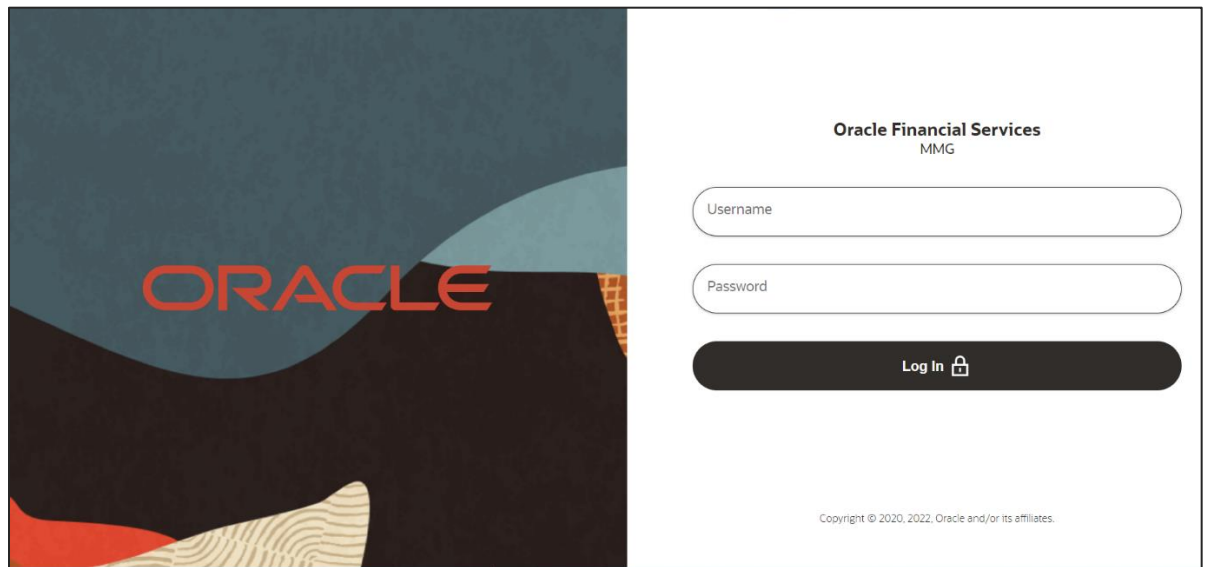 ORACLE
Oracle Financial Services
MMG
Username
Password
Log In
Copyright © 2020, 2022, Oracle and/or its affiliates.